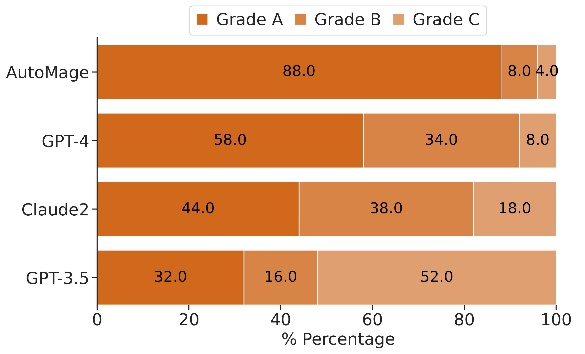 Grade A Grade B Grade C
AutoMage 88.0 8.0 4.0
GPT-4 58.0 34.0 8.0
Claude2 44.0 38.0 18.0
GPT-3.5 32.0 16.0 52.0
0 20 40 60 80 100
% Percentage